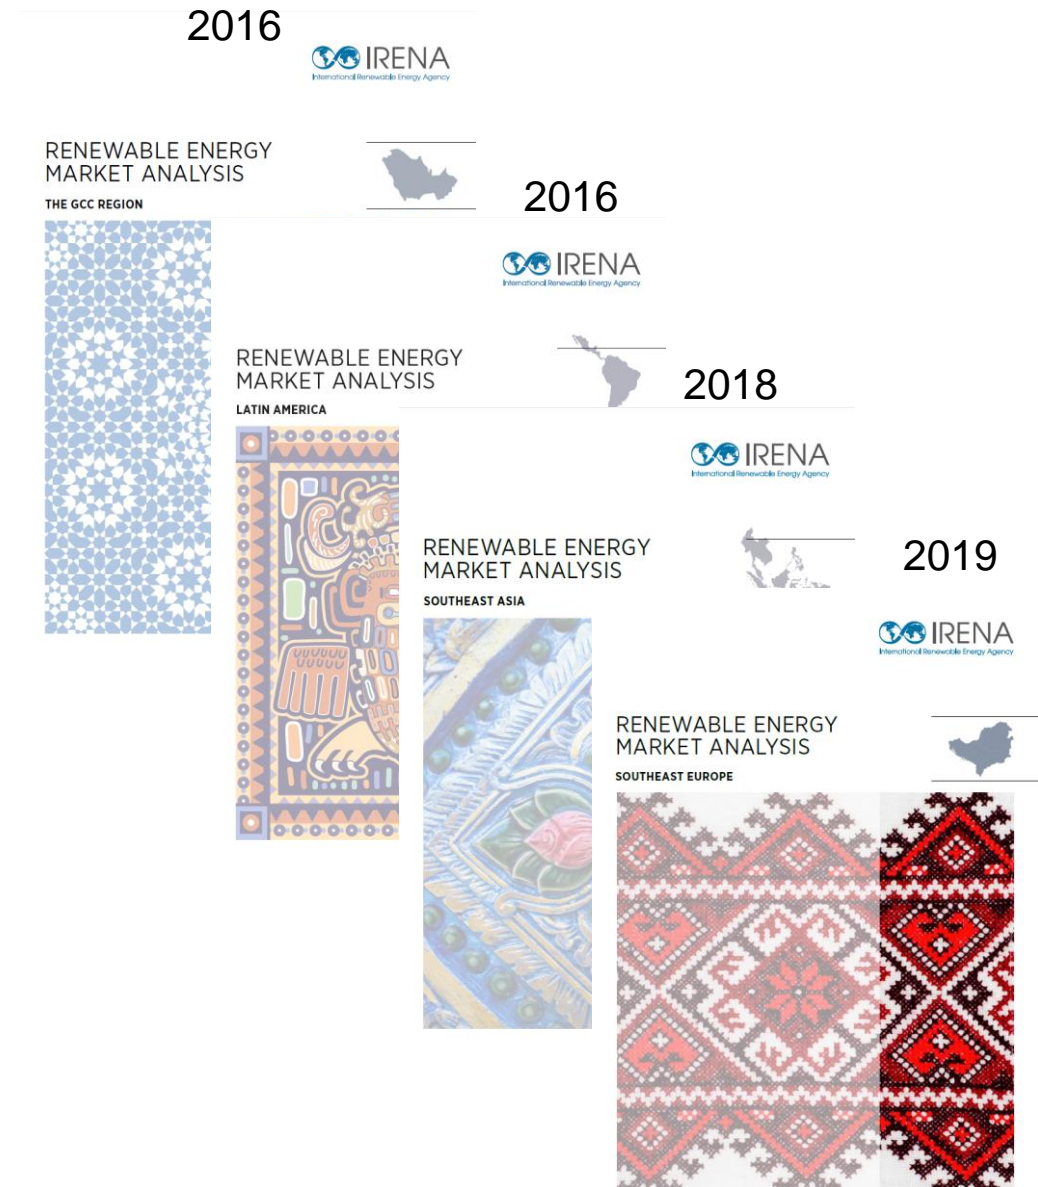 2016
IRENA
International Renewable Energy Agency
RENEWABLE ENERGY
MARKET ANALYSIS
THE GCC REGION
2016
IRENA
International Renewable Energy Agency
RENEWABLE ENERGY
MARKET ANALYSIS
LATIN AMERICA
2018
IRENA
International Renewable Energy Agency
RENEWABLE ENERGY
MARKET ANALYSIS
SOUTHEAST ASIA
2019
IRENA
International Renewable Energy Agency
RENEWABLE ENERGY
MARKET ANALYSIS
SOUTHEAST EUROPE